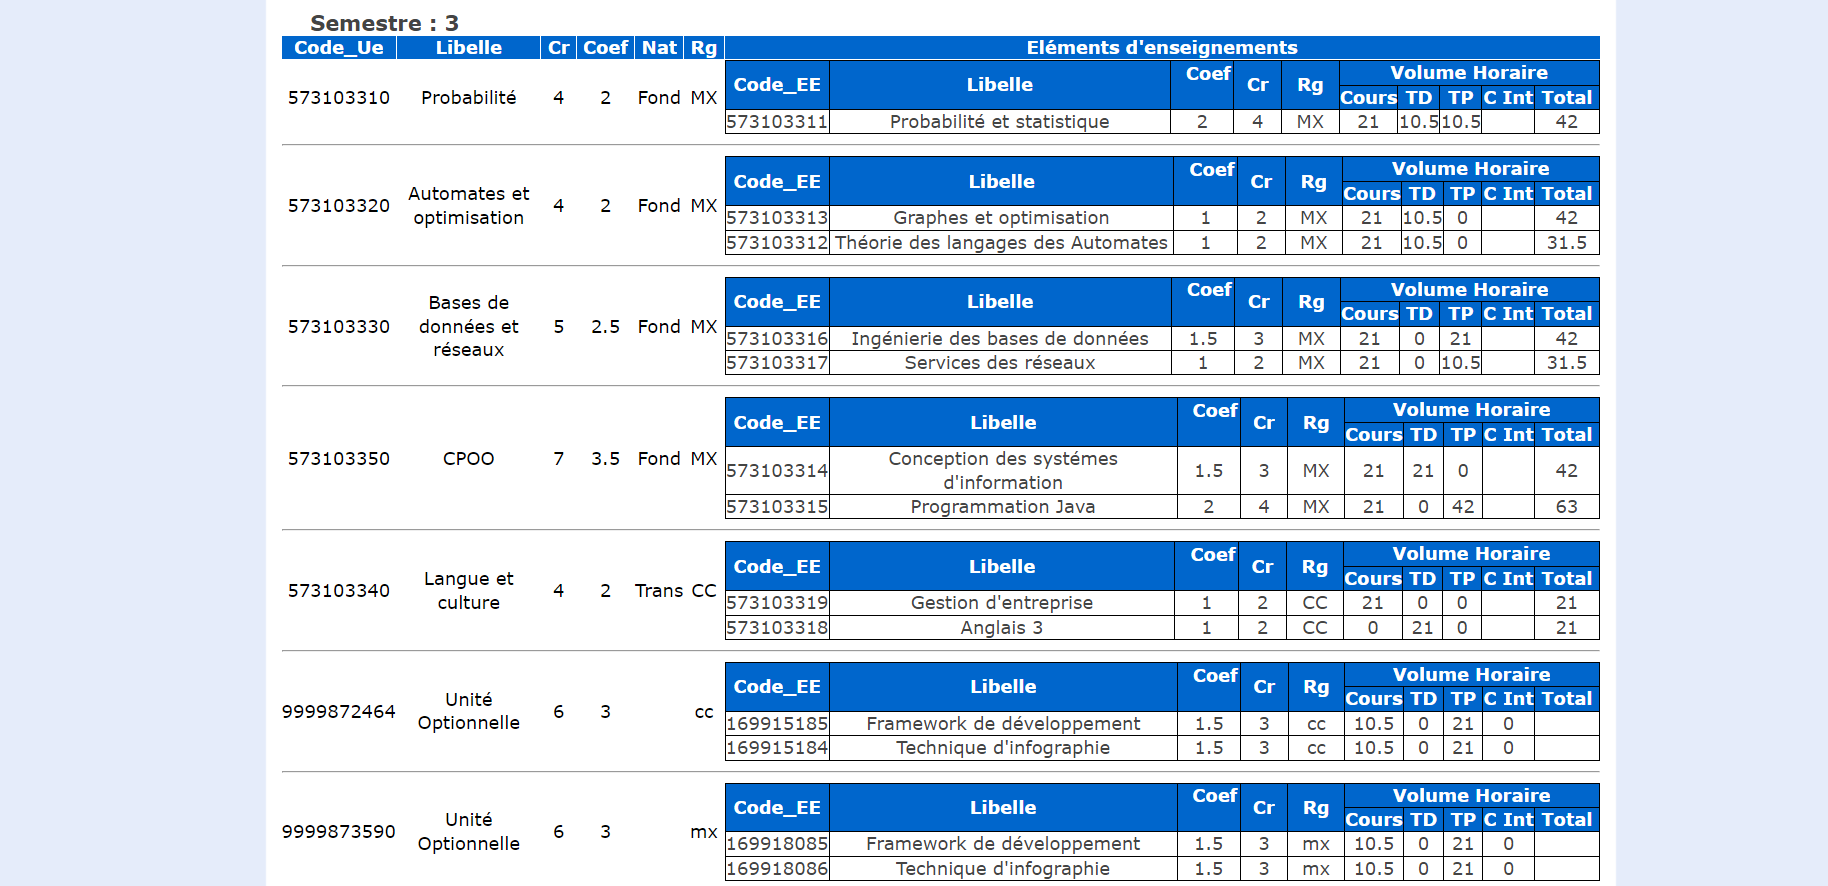 Semestre : 3
Code_Ue Libelle Cr Coef Nat Rg Eléments d'enseignements
573103310 Probabilité 4 2 Fond MX
Code_EE Libelle Coef Cr Rg Volume Horaire
Cours TD TP C Int Total
573103311 Probabilité et statistique 2 4 MX 21 10.5 10.5 42
573103320 Automates et optimisation 4 2 Fond MX
Code_EE Libelle Coef Cr Rg Volume Horaire
Cours TD TP C Int Total
573103313 Graphes et optimisation 1 2 MX 21 10.5 0 42
573103312 Théorie des langages des Automates 1 2 MX 21 10.5 0 31.5
573103330 Bases de données et réseaux 5 2.5 Fond MX
Code_EE Libelle Coef Cr Rg Volume Horaire
Cours TD TP C Int Total
573103316 Ingénierie des bases de données 1.5 3 MX 21 0 21 42
573103317 Services des réseaux 1 2 MX 21 0 10.5 31.5
573103350 CPOO 7 3.5 Fond MX
Code_EE Libelle Coef Cr Rg Volume Horaire
Cours TD TP C Int Total
573103314 Conception des systémes d'information 1.5 3 MX 21 21 0 42
573103315 Programmation Java 2 4 MX 21 0 42 63
573103340 Langue et culture 4 2 Trans CC
Code_EE Libelle Coef Cr Rg Volume Horaire
Cours TD TP C Int Total
573103319 Gestion d'entreprise 1 2 CC 21 0 0 21
573103318 Anglais 3 1 2 CC 0 21 0 21
9999872464 Unité Optionnelle 6 3 cc
Code_EE Libelle Coef Cr Rg Volume Horaire
Cours TD TP C Int Total
169915185 Framework de développement 1.5 3 cc 10.5 0 21 0
169915184 Technique d'infographie 1.5 3 cc 10.5 0 21 0
9999873590 Unité Optionnelle 6 3 mx
Code_EE Libelle Coef Cr Rg Volume Horaire
Cours TD TP C Int Total
169918085 Framework de développement 1.5 3 mx 10.5 0 21 0
169918086 Technique d'infographie 1.5 3 mx 10.5 0 21 0